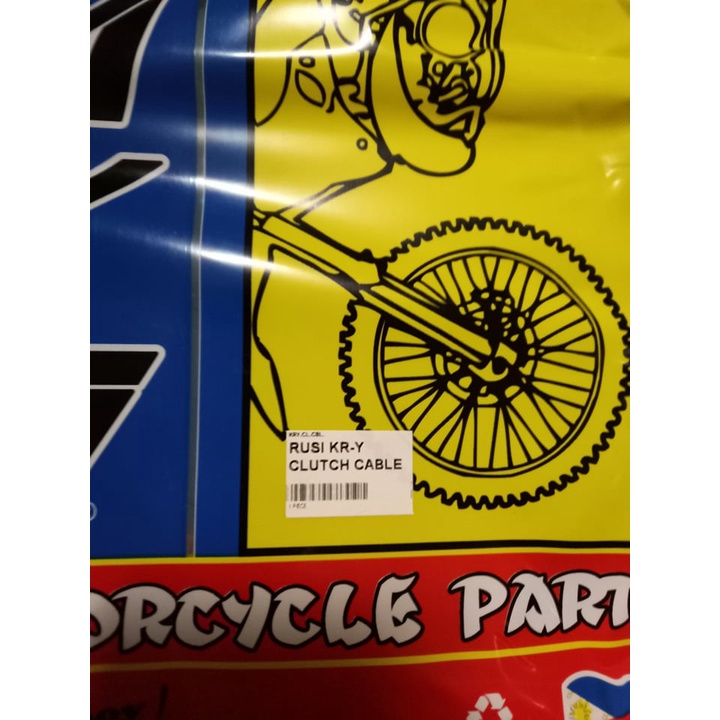 RUSI KR-Y
CLUTCH CABLE
ORCYCLE PART